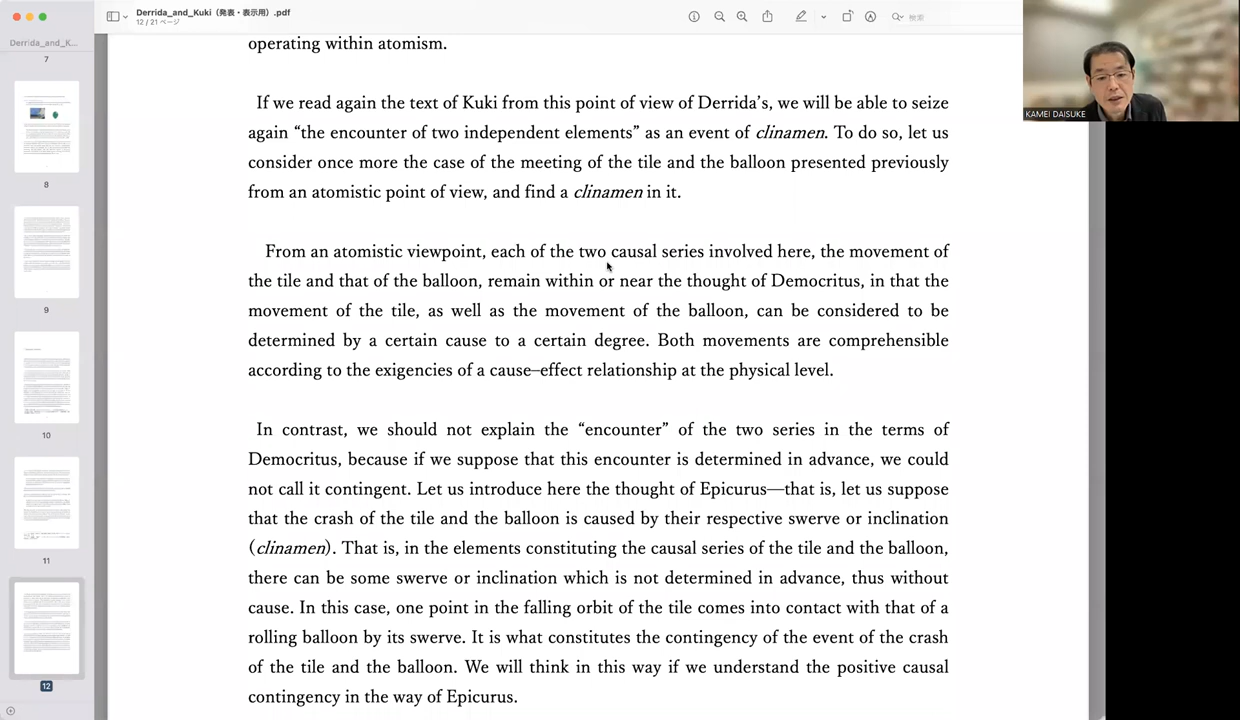 Derrida_and_Kuki（発表・表示用）.pdf
12 / 21 ページ
検索
Derrida_and_K...
7
8
9
10
11
12
KAMEI DAISUKE
operating within atomism.
If we read again the text of Kuki from this point of view of Derrida’s, we will be able to seize
again “the encounter of two independent elements” as an event of clinamen. To do so, let us
consider once more the case of the meeting of the tile and the balloon presented previously
from an atomistic point of view, and find a clinamen in it.
From an atomistic viewpoint, each of the two causal series involved here, the movement of
the tile and that of the balloon, remain within or near the thought of Democritus, in that the
movement of the tile, as well as the movement of the balloon, can be considered to be
determined by a certain cause to a certain degree. Both movements are comprehensible
according to the exigencies of a cause–effect relationship at the physical level.
In contrast, we should not explain the “encounter” of the two series in the terms of
Democritus, because if we suppose that this encounter is determined in advance, we could
not call it contingent. Let us introduce here the thought of Epicurus—that is, let us suppose
that the crash of the tile and the balloon is caused by their respective swerve or inclination
(clinamen). That is, in the elements constituting the causal series of the tile and the balloon,
there can be some swerve or inclination which is not determined in advance, thus without
cause. In this case, one point in the falling orbit of the tile comes into contact with that of a
rolling balloon by its swerve. It is what constitutes the contingency of the event of the crash
of the tile and the balloon. We will think in this way if we understand the positive causal
contingency in the way of Epicurus.